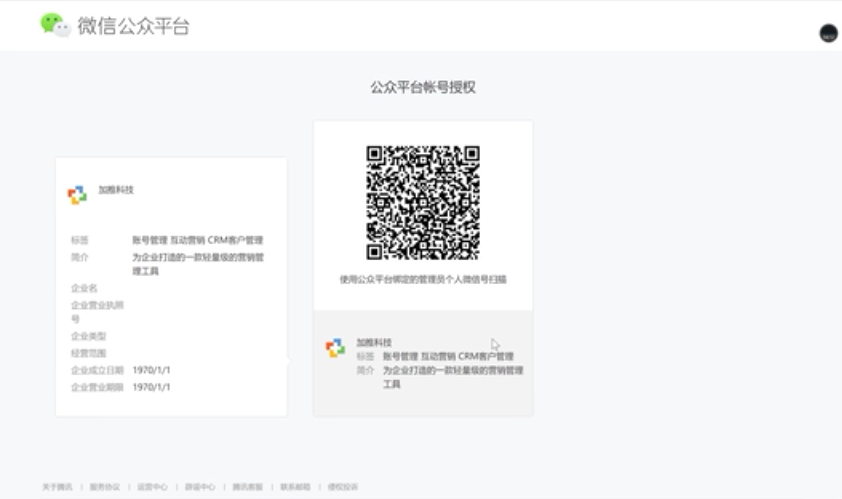 微信公众平台
公众平台帐号授权
加推科技
标签 账号管理 互动营销 CRM客户管理
简介 为企业打造的一款轻量级的营销管
理工具
企业名
企业营业执照
号
企业类型
经营范围
企业成立日期 1970/1/1
企业营业期限 1970/1/1
使用公众平台绑定的管理员个人微信号扫描
加推科技
标签 账号管理 互动营销 CRM客户管理
简介 为企业打造的一款轻量级的营销管理
工具
关于腾讯 | 服务协议 | 运营中心 | 辟谣中心 | 腾讯客服 | 联系邮箱 | 侵权投诉